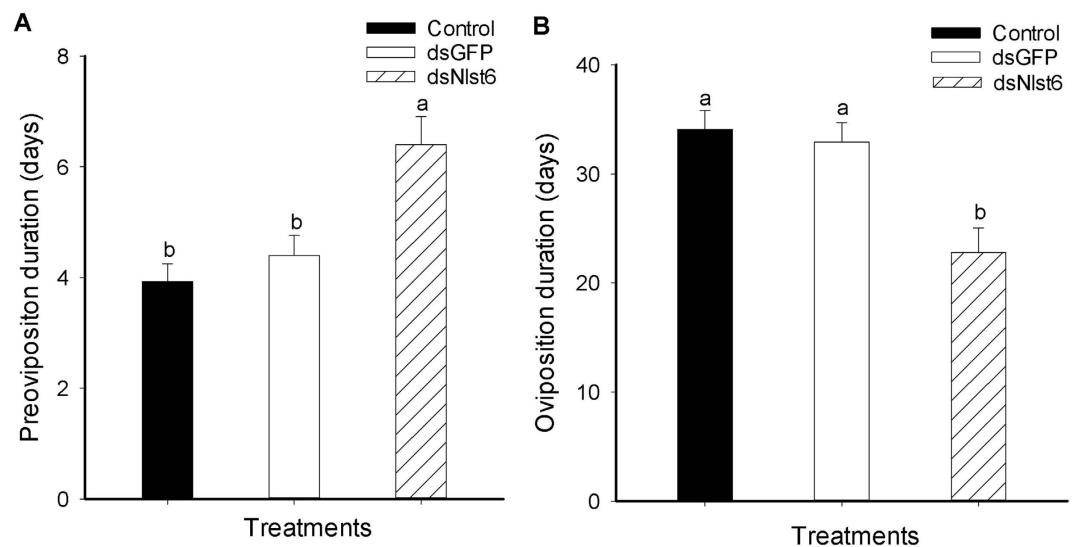 A
Control
dsGFP
dsNlst6
8
6
4
2
0
Preovipositon duration (days)
b
b
a
Treatments
B
Control
dsGFP
dsNlst6
40
30
20
10
0
Oviposition duration (days)
a
a
b
Treatments